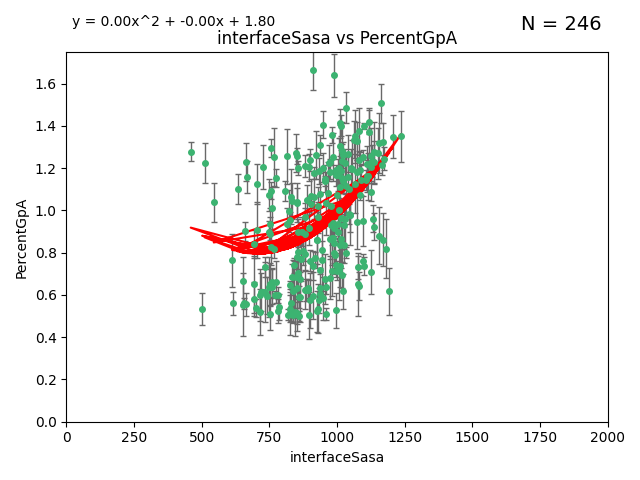 y = 0.00x^2 + -0.00x + 1.80
N = 246
interfaceSasa vs PercentGpA
PercentGpA
1.6
1.4
1.2
1.0
0.8
0.6
0.4
0.2
0.0
0 250 500 750 1000 1250 1500 1750 2000
interfaceSasa